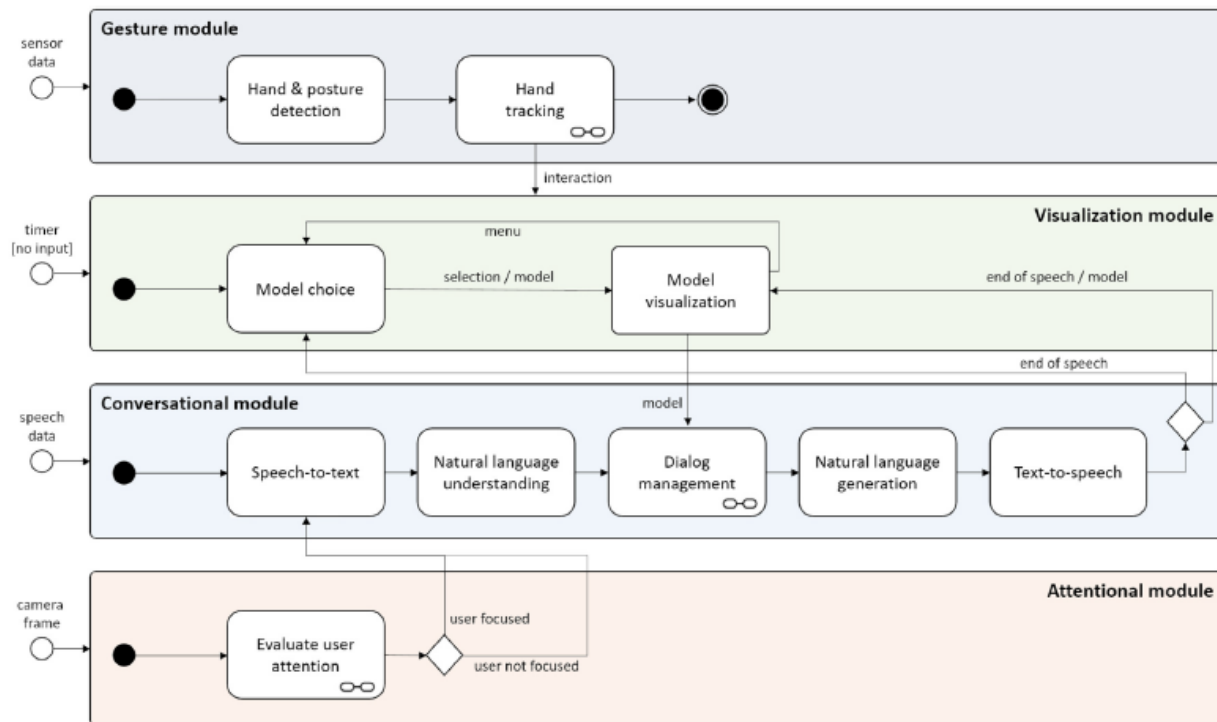 Gesture module
sensor
data
Hand & posture
detection
Hand
tracking
interaction
Visualization module
timer
[no input]
menu
Model choice
selection / model
Model
visualization
end of speech / model
end of speech
Conversational module
model
speech
data
Speech-to-text
Natural language
understanding
Dialog
management
Natural language
generation
Text-to-speech
Attentional module
camera
frame
user focused
Evaluate user
attention
user not focused